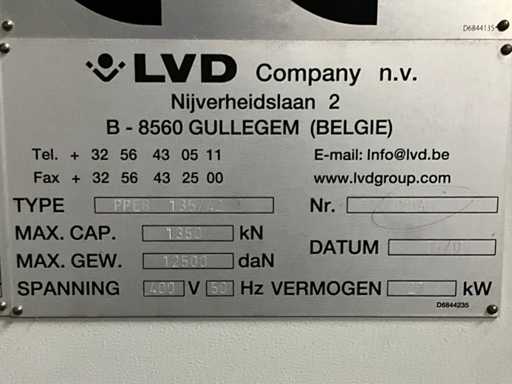 D6844135
LVD Company n.v.
Nijverheidslaan 2
B - 8560 GULLEGEM (BELGIE)
Tel. + 32 56 43 05 11 E-mail: Info@lvd.be
Fax + 32 56 43 25 00 www.lvdgroup.com
TYPE Nr.
MAX. CAP. 1350 kN
DATUM
MAX. GEW. 12500 daN
SPANNING 400 V 50 Hz VERMOGEN kW
D6844235